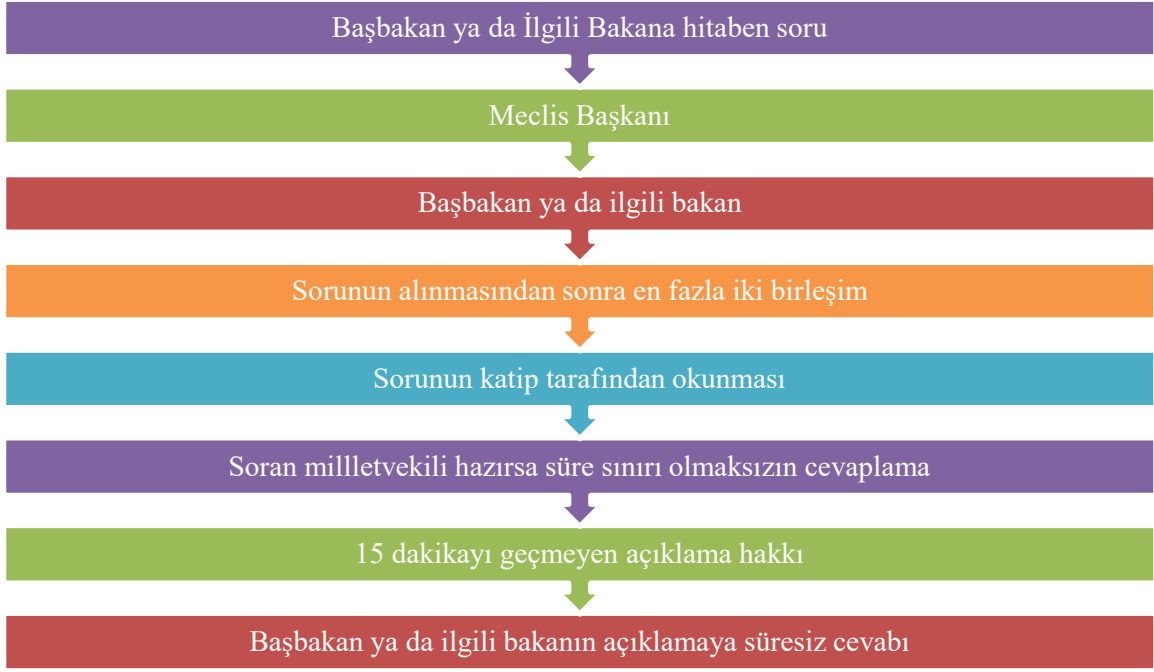 Başbakan ya da İlgili Bakana hitaben soru
Meclis Başkanı
Başbakan ya da ilgili bakan
Sorunun alınmasından sonra en fazla iki birleşim
Sorunun katip tarafından okunması
Soran millletvekili hazırsa süre sınırı olmaksızın cevaplama
15 dakikayı geçmeyen açıklama hakkı
Başbakan ya da ilgili bakanın açıklamaya süresiz cevabı